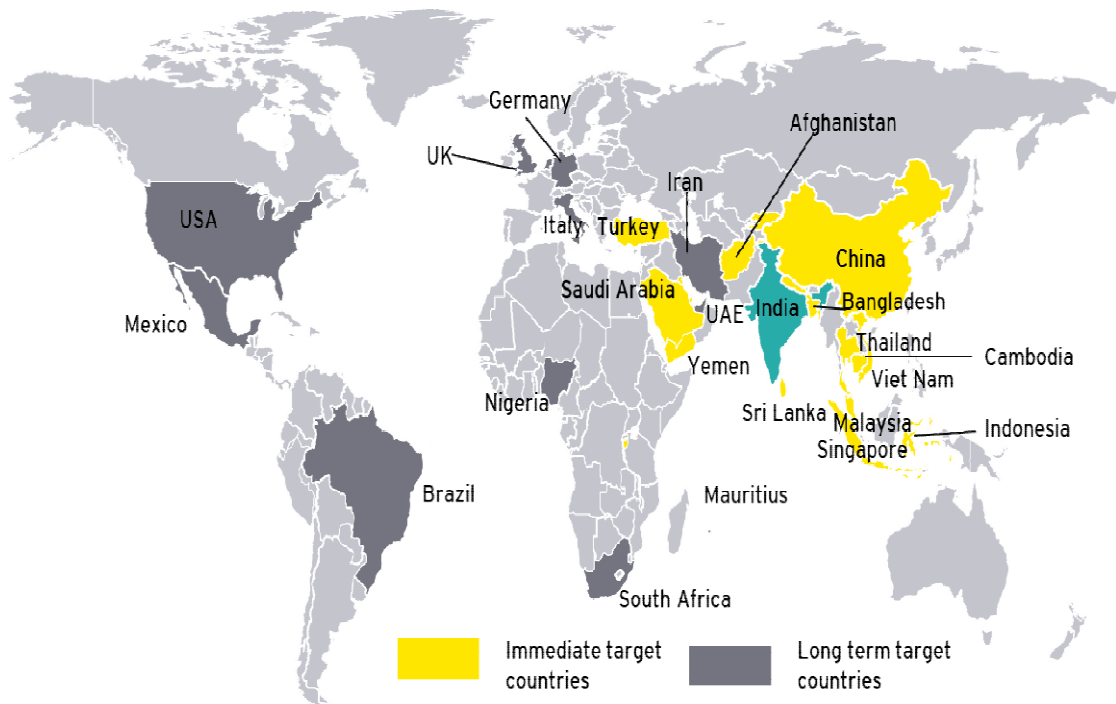 Germany
Afghanistan
UK
Iran
USA
Italy
Turkey
China
Saudi Arabia
UAE
India
Bangladesh
Mexico
Thailand
Cambodia
Yemen
Viet Nam
Nigeria
Sri Lanka
Malaysia
Indonesia
Singapore
Brazil
Mauritius
South Africa
Immediate target
countries
Long term target
countries